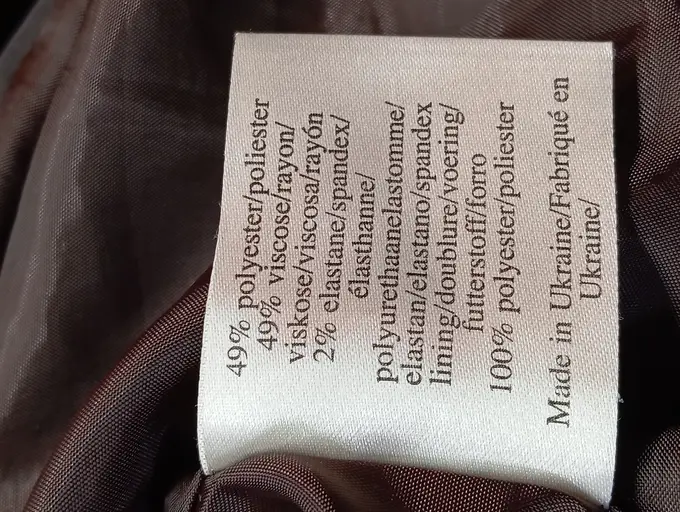 49% polyester/poliester
49% viscose/rayon/
viskose/viscosa/rayón
2% elastane/spandex/
élasthanne/
polyurethaanelastomme/
elastan/elastano/spandex
lining/doublure/voering/
futterstoff/forro
100% polyester/poliester
Made in Ukraine/Fabriqué en
Ukraine/